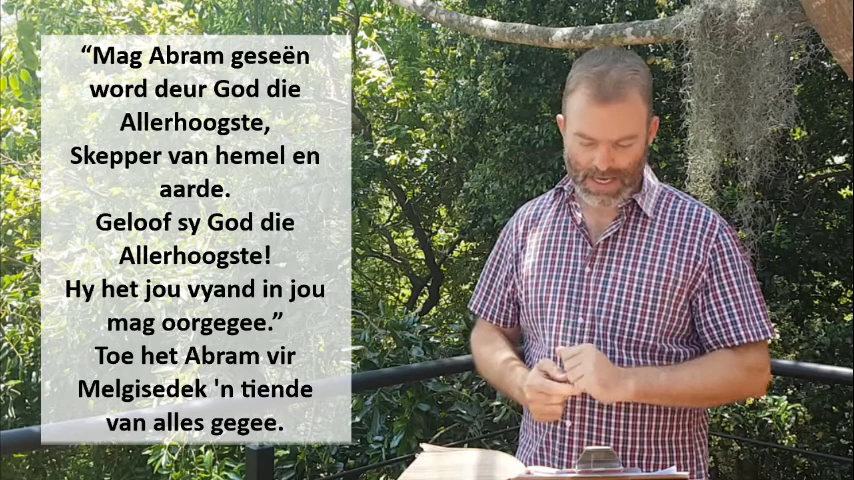 “Mag Abram geseën
word deur God die
Allerhoogste,
Skepper van hemel en
aarde.
Geloof sy God die
Allerhoogste!
Hy het jou vyand in jou
mag oorgegee.”
Toe het Abram vir
Melgisedek 'n tiende
van alles gegee.